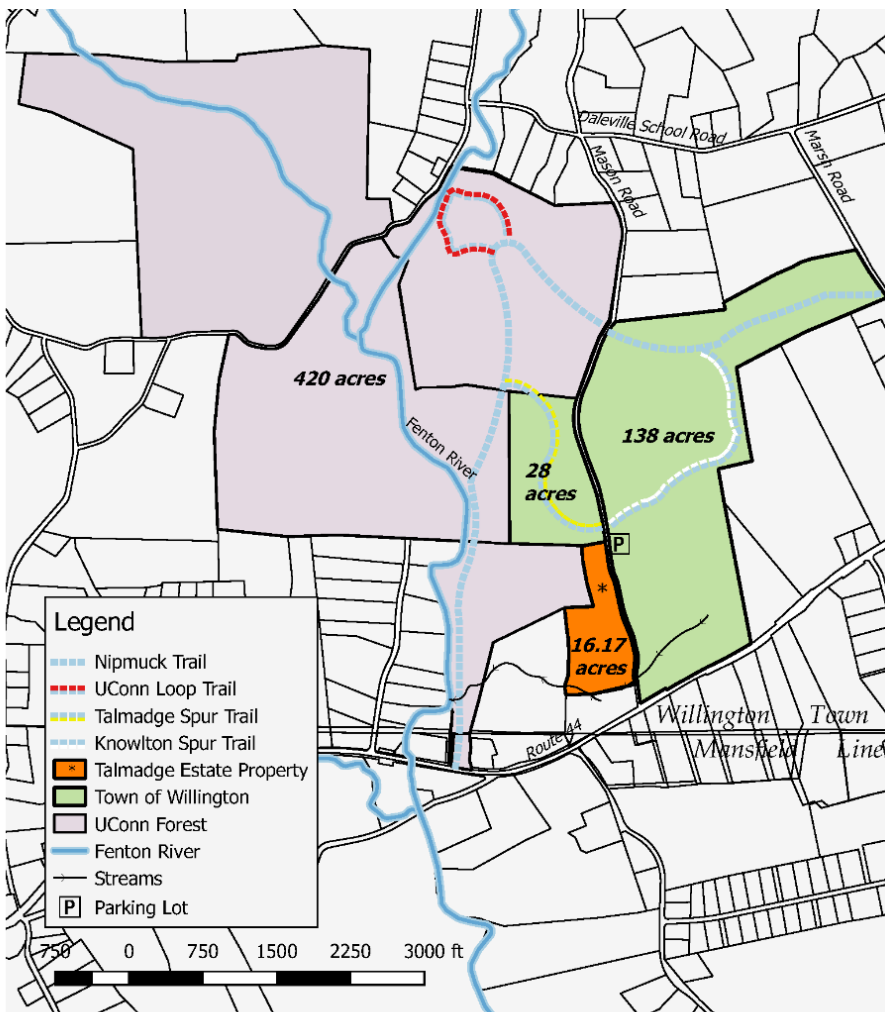 Daleville School Road
Mason Road
Marsh Road
420 acres
Fenton River
138 acres
28
acres
P
16.17
acres
*
Route 44
Willington Town
Mansfield Line
Legend
Nipmuck Trail
UConn Loop Trail
Talmadge Spur Trail
Knowlton Spur Trail
* Talmadge Estate Property
Town of Willington
UConn Forest
Fenton River
Streams
P Parking Lot
750 0 750 1500 2250 3000 ft